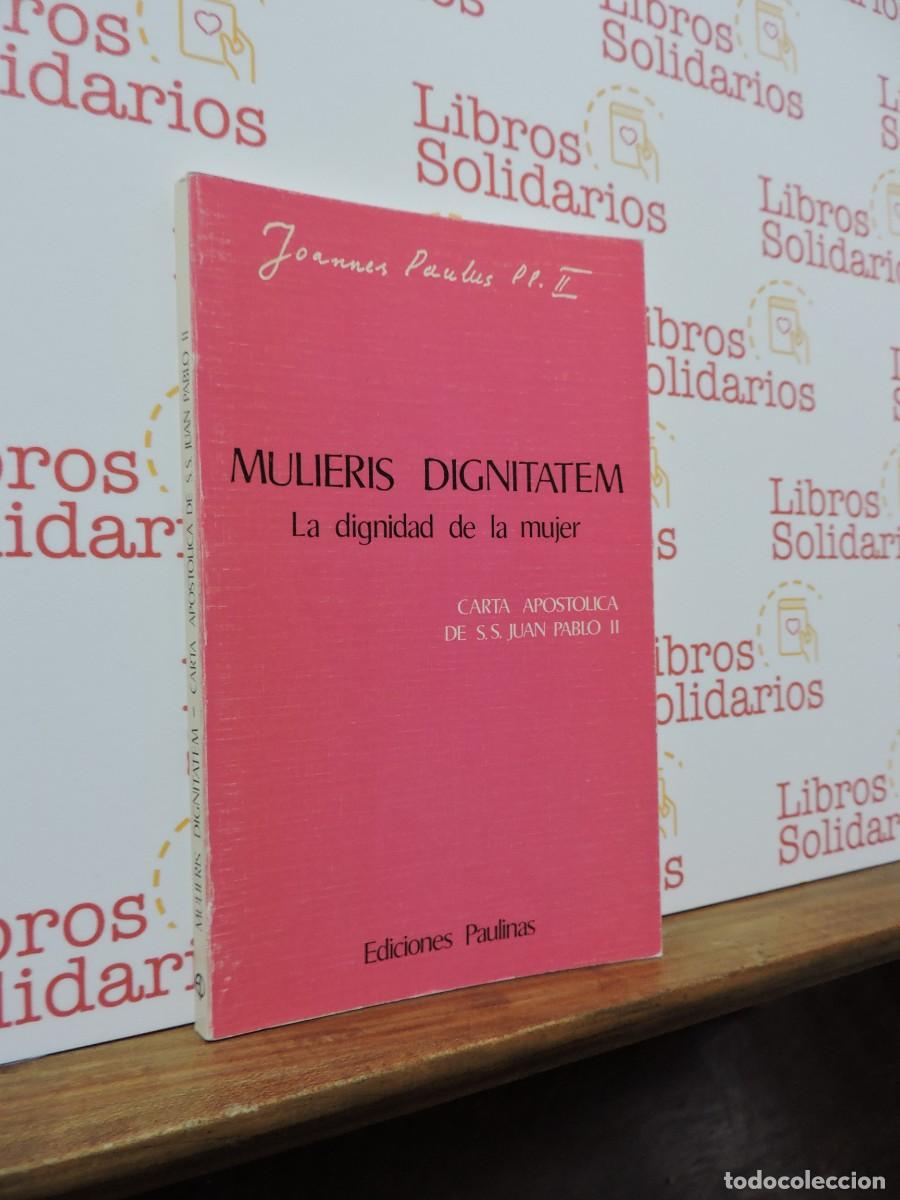 Libros
Solidarios
Libros
Solidarios
Libros
Solidarios
Libros
Solidarios
Joannes Paulus PP. II
MULIERIS DIGNITATEM
La dignidad de la mujer
CARTA APOSTOLICA
DE S.S. JUAN PABLO II
Ediciones Paulinas
MULIERIS DIGNITATEM - CARTA APOSTOLICA DE S.S. JUAN PABLO II
Libros
Solidarios
Libros
Solidarios
todocoleccion